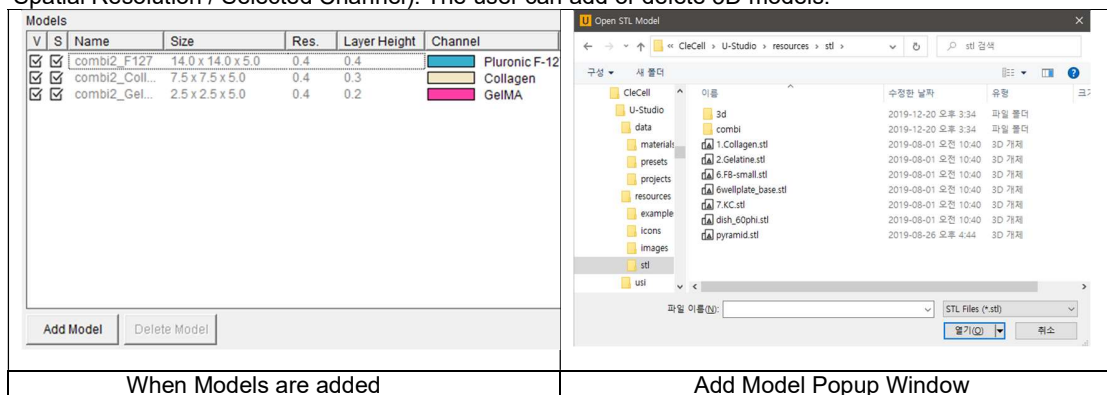 Spatial Resolution / Selected Channel). The user can add or delete 3D models.
Models
V S Name Size Res. Layer Height Channel
combi2_F127 14.0 x 14.0 x 5.0 0.4 0.4 Pluronic F-12
combi2_Coll... 7.5 x 7.5 x 5.0 0.4 0.3 Collagen
combi2_Gel... 2.5 x 2.5 x 5.0 0.4 0.2 GelMA
Add Model Delete Model
When Models are added
U Open STL Model
« CleCell › U-Studio › resources › stl ›
stl 검색
구성 새 폴더
CleCell
U-Studio
data
materials
presets
projects
resources
example
icons
images
stl
usi
이름 수정한 날짜 유형 크기
3d 2019-12-20 오후 3:34 파일 폴더
combi 2019-12-20 오후 3:34 파일 폴더
1.Collagen.stl 2019-08-01 오전 10:40 3D 개체
2.Gelatine.stl 2019-08-01 오전 10:40 3D 개체
6.FB-small.stl 2019-08-01 오전 10:40 3D 개체
6wellplate_base.stl 2019-08-01 오전 10:40 3D 개체
7.KC.stl 2019-08-01 오전 10:40 3D 개체
dish_60phi.stl 2019-08-01 오전 10:40 3D 개체
pyramid.stl 2019-08-26 오후 4:44 3D 개체
파일 이름(N): STL Files (*.stl)
열기(O) 취소
Add Model Popup Window